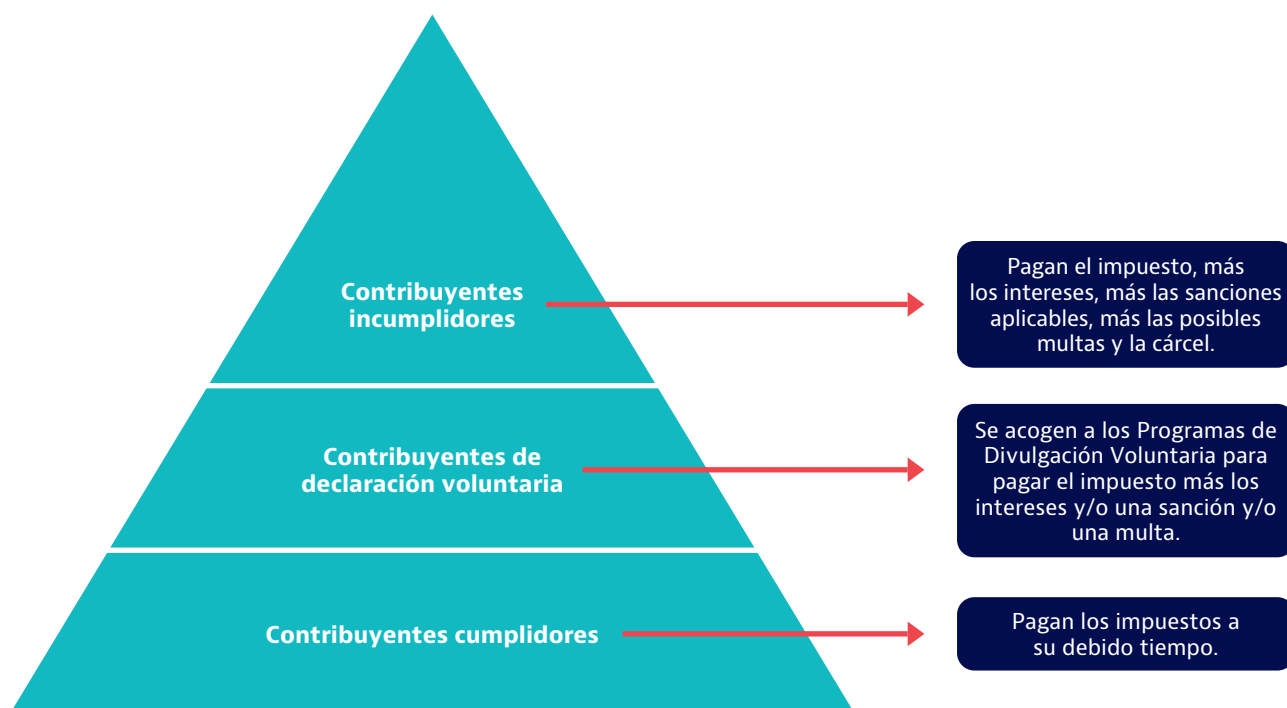 Contribuyentes
incumplidores
Pagan el impuesto, más
los intereses, más las sanciones
aplicables, más las posibles
multas y la cárcel.
Contribuyentes de
declaración voluntaria
Se acogen a los Programas de
Divulgación Voluntaria para
pagar el impuesto más los
intereses y/o una sanción y/o
una multa.
Contribuyentes cumplidores
Pagan los impuestos a
su debido tiempo.